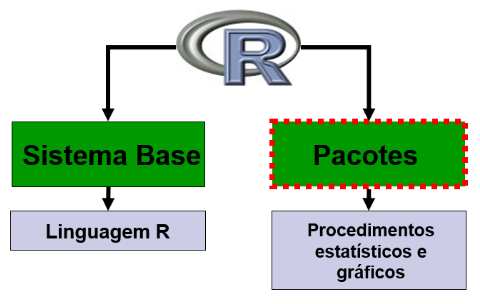 R
Sistema Base
Pacotes
Linguagem R
Procedimentos
estatísticos e
gráficos